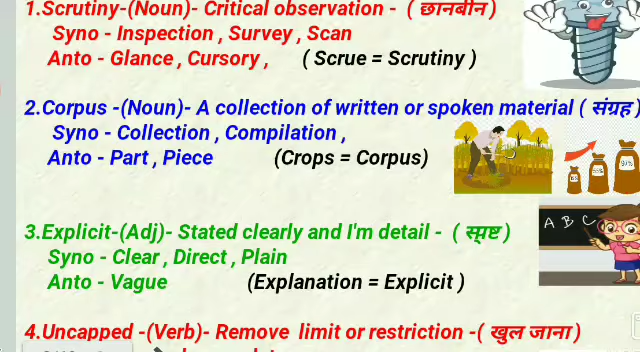 1.Scrutiny-(Noun)- Critical observation - ( छानबीन )
Syno - Inspection , Survey , Scan
Anto - Glance , Cursory , ( Scrue = Scrutiny )
2.Corpus -(Noun)- A collection of written or spoken material ( संग्रह )
Syno - Collection , Compilation ,
Anto - Part , Piece (Crops = Corpus)
3.Explicit-(Adj)- Stated clearly and I'm detail - ( स्पष्ट )
Syno - Clear , Direct , Plain
Anto - Vague (Explanation = Explicit )
A B C
4.Uncapped -(Verb)- Remove limit or restriction -( खुल जाना )